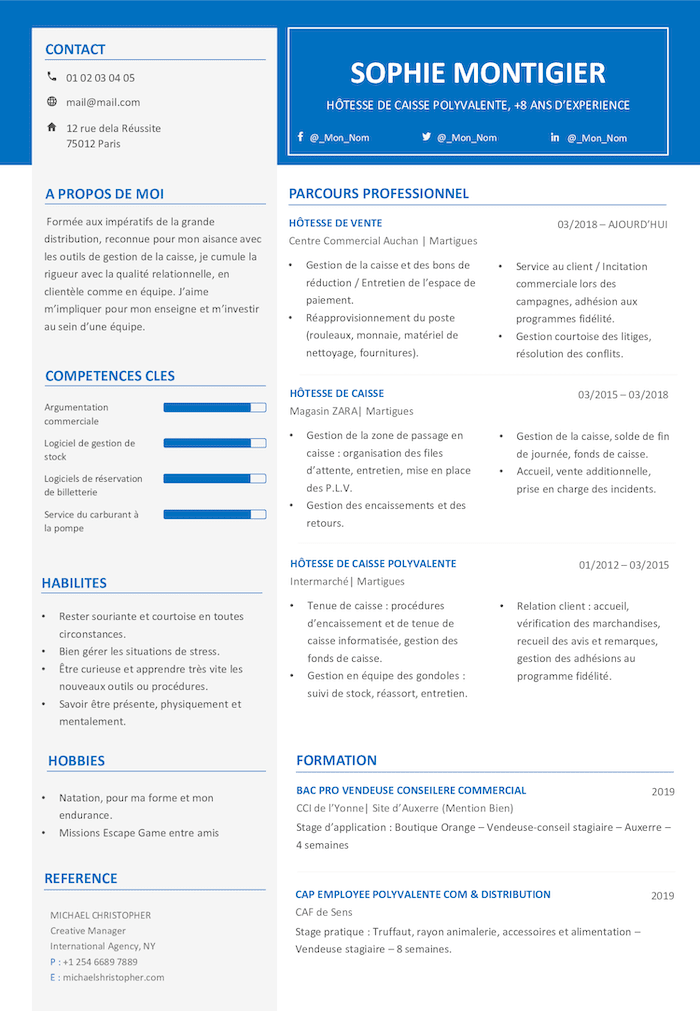 CONTACT
01 02 03 04 05
mail@mail.com
12 rue dela Réussite
75012 Paris
SOPHIE MONTIGIER
HÔTESSE DE CAISSE POLYVALENTE, +8 ANS D’EXPERIENCE
@_Mon_Nom
@_Mon_Nom
@_Mon_Nom
A PROPOS DE MOI
Formée aux impératifs de la grande
distribution, reconnue pour mon aisance avec
les outils de gestion de la caisse, je cumule la
rigueur avec la qualité relationnelle, en
clientèle comme en équipe. J’aime
m’impliquer pour mon enseigne et m’investir
au sein d’une équipe.
COMPETENCES CLES
Argumentation
commerciale
Logiciel de gestion de
stock
Logiciels de réservation
de billetterie
Service du carburant à
la pompe
HABILITES
• Rester souriante et courtoise en toutes
circonstances.
• Bien gérer les situations de stress.
• Être curieuse et apprendre très vite les
nouveaux outils ou procédures.
• Savoir être présente, physiquement et
mentalement.
HOBBIES
• Natation, pour ma forme et mon
endurance.
• Missions Escape Game entre amis
REFERENCE
MICHAEL CHRISTOPHER
Creative Manager
International Agency, NY
P : +1 254 6689 7889
E : michaelshristopher.com
PARCOURS PROFESSIONNEL
HÔTESSE DE VENTE
03/2018 – AJOURD’HUI
Centre Commercial Auchan | Martigues
• Gestion de la caisse et des bons de
réduction / Entretien de l’espace de
paiement.
• Réapprovisionnement du poste
(rouleaux, monnaie, matériel de
nettoyage, fournitures).
• Service au client / Incitation
commerciale lors des
campagnes, adhésion aux
programmes fidélité.
• Gestion courtoise des litiges,
résolution des conflits.
HÔTESSE DE CAISSE
03/2015 – 03/2018
Magasin ZARA| Martigues
• Gestion de la zone de passage en
caisse : organisation des files
d’attente, entretien, mise en place
des P.L.V.
• Gestion des encaissements et des
retours.
• Gestion de la caisse, solde de fin
de journée, fonds de caisse.
• Accueil, vente additionnelle,
prise en charge des incidents.
HÔTESSE DE CAISSE POLYVALENTE
01/2012 – 03/2015
Intermarché| Martigues
• Tenue de caisse : procédures
d’encaissement et de tenue de
caisse informatisée, gestion des
fonds de caisse.
• Gestion en équipe des gondoles :
suivi de stock, réassort, entretien.
• Relation client : accueil,
vérification des marchandises,
recueil des avis et remarques,
gestion des adhésions au
programme fidélité.
FORMATION
BAC PRO VENDEUSE CONSEILERE COMMERCIAL
2019
CCI de l’Yonne| Site d’Auxerre (Mention Bien)
Stage d’application : Boutique Orange – Vendeuse-conseil stagiaire – Auxerre –
4 semaines
CAP EMPLOYEE POLYVALENTE COM & DISTRIBUTION
2019
CAF de Sens
Stage pratique : Truffaut, rayon animalerie, accessoires et alimentation –
Vendeuse stagiaire – 8 semaines.